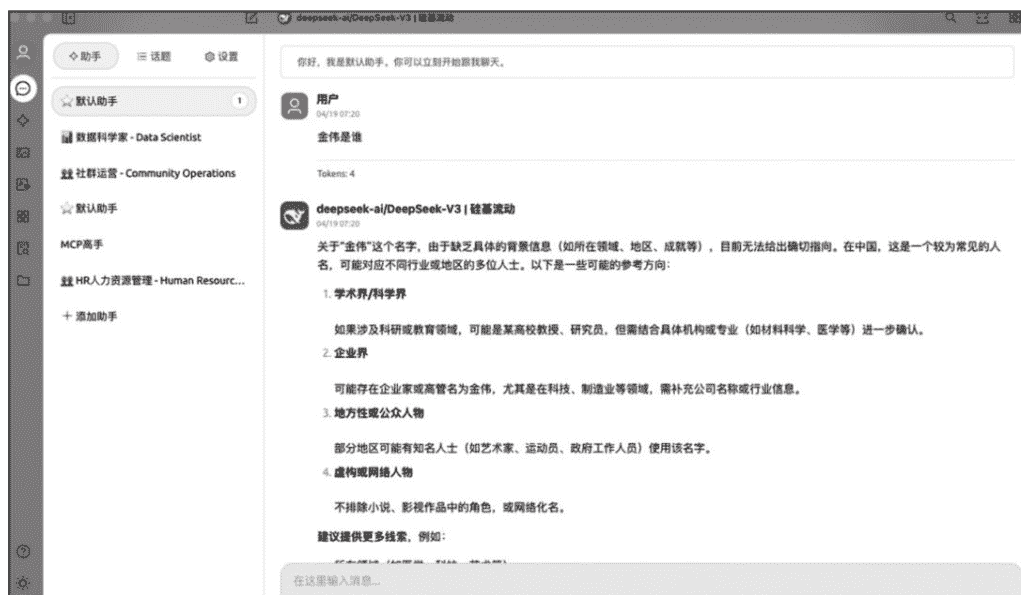 deepseek-ai/DeepSeek-V3 | 硅基流动
助手 话题 设置
默认助手 1
数据科学家 - Data Scientist
社群运营 - Community Operations
默认助手
MCP高手
HR人力资源管理 - Human Resourc...
+ 添加助手
你好，我是默认助手。你可以立刻开始跟我聊天。
用户
04/19 07:20
金伟是谁
Tokens: 4
deepseek-ai/DeepSeek-V3 | 硅基流动
04/19 07:20
关于“金伟”这个名字，由于缺乏具体的背景信息（如所在领域、地区、成就等），目前无法给出确切指向。在中国，这是一个较为常见的人
名，可能对应不同行业或地区的多位人士。以下是一些可能的参考方向：
1. 学术界/科学界
如果涉及科研或教育领域，可能是某高校教授、研究员，但需结合具体机构或专业（如材料科学、医学等）进一步确认。
2. 企业界
可能存在企业家或高管名为金伟，尤其是在科技、制造业等领域，需补充公司名称或行业信息。
3. 地方性或公众人物
部分地区可能有知名人士（如艺术家、运动员、政府工作人员）使用该名字。
4. 虚构或网络人物
不排除小说、影视作品中的角色，或网络化名。
建议提供更多线索，例如：
在这里输入消息...